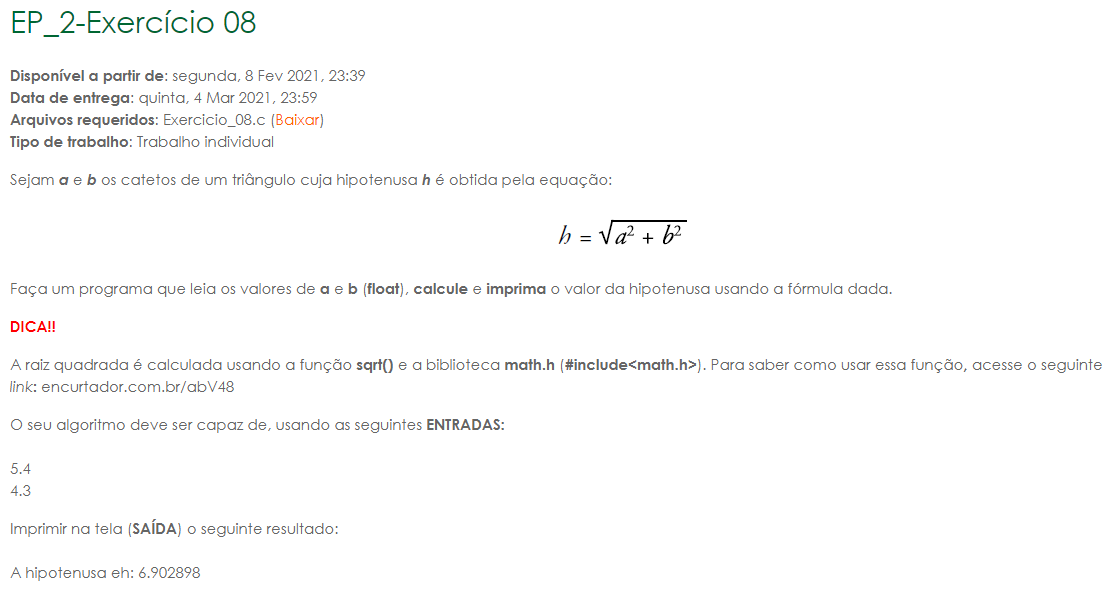 EP_2-Exercício 08
Disponível a partir de: segunda, 8 Fev 2021, 23:39
Data de entrega: quinta, 4 Mar 2021, 23:59
Arquivos requeridos: Exercicio_08.c (Baixar)
Tipo de trabalho: Trabalho individual
Sejam a e b os catetos de um triângulo cuja hipotenusa h é obtida pela equação:
h = √a² + b²
Faça um programa que leia os valores de a e b (float), calcule e imprima o valor da hipotenusa usando a fórmula dada.
DICA!!
A raiz quadrada é calculada usando a função sqrt() e a biblioteca math.h (#include<math.h>). Para saber como usar essa função, acesse o seguinte
link: encurtador.com.br/abV48
O seu algoritmo deve ser capaz de, usando as seguintes ENTRADAS:
5.4
4.3
Imprimir na tela (SAÍDA) o seguinte resultado:
A hipotenusa eh: 6.902898